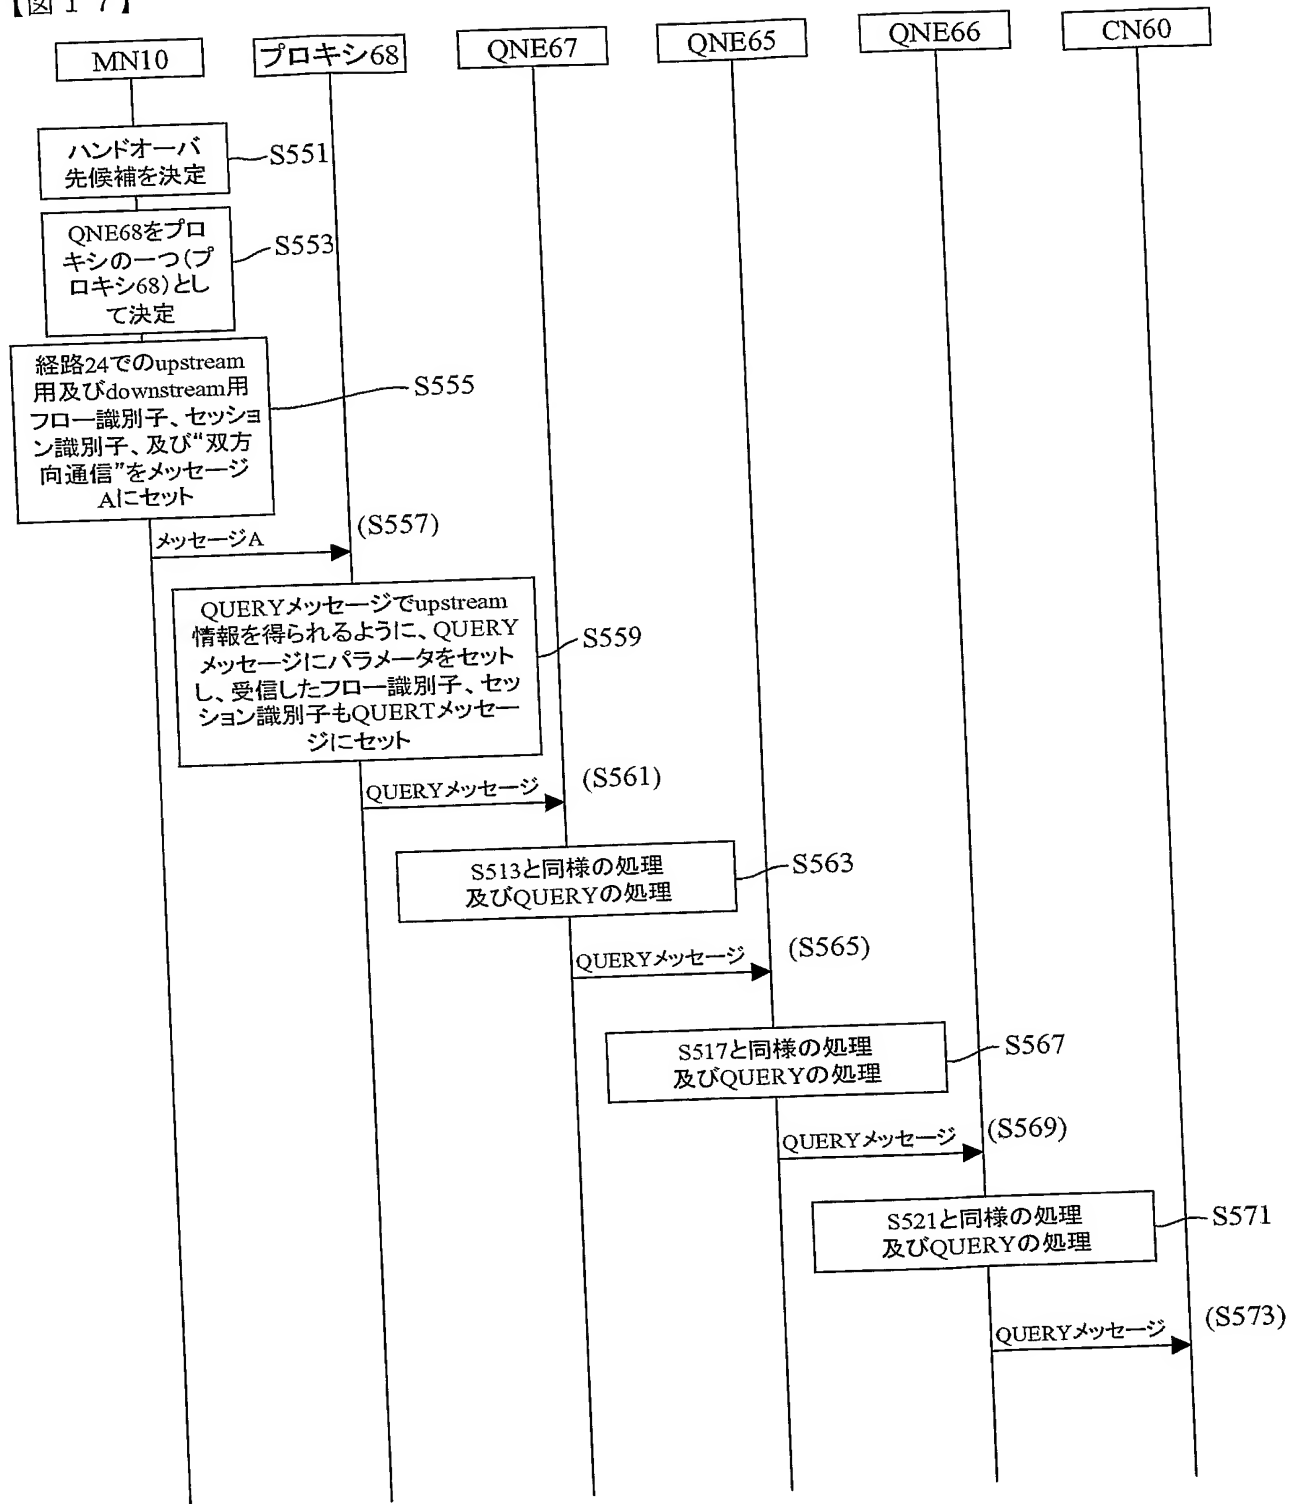 【図17】
MN10
プロキシ68
QNE67
QNE65
QNE66
CN60
ハンドオーバ
先候補を決定
S551
QNE68をプロ
キシの一つ(プ
ロキシ68)とし
て決定
S553
経路24でのupstream
用及びdownstream用
フロー識別子、セッショ
ン識別子、及び“双方
向通信”をメッセージ
Aにセット
S555
メッセージA
(S557)
QUERYメッセージでupstream
情報を得られるように、QUERY
メッセージにパラメータをセット
し、受信したフロー識別子、セッ
ション識別子もQUERTメッセー
ジにセット
S559
QUERYメッセージ
(S561)
S513と同様の処理
及びQUERYの処理
S563
QUERYメッセージ
(S565)
S517と同様の処理
及びQUERYの処理
S567
QUERYメッセージ
(S569)
S521と同様の処理
及びQUERYの処理
S571
QUERYメッセージ
(S573)